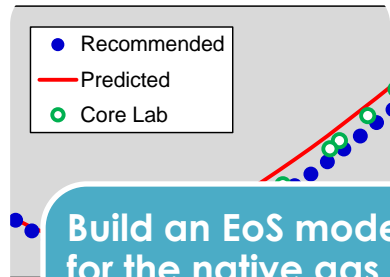 Recommended
Predicted
Core Lab
Build an EoS mode
for the native gas